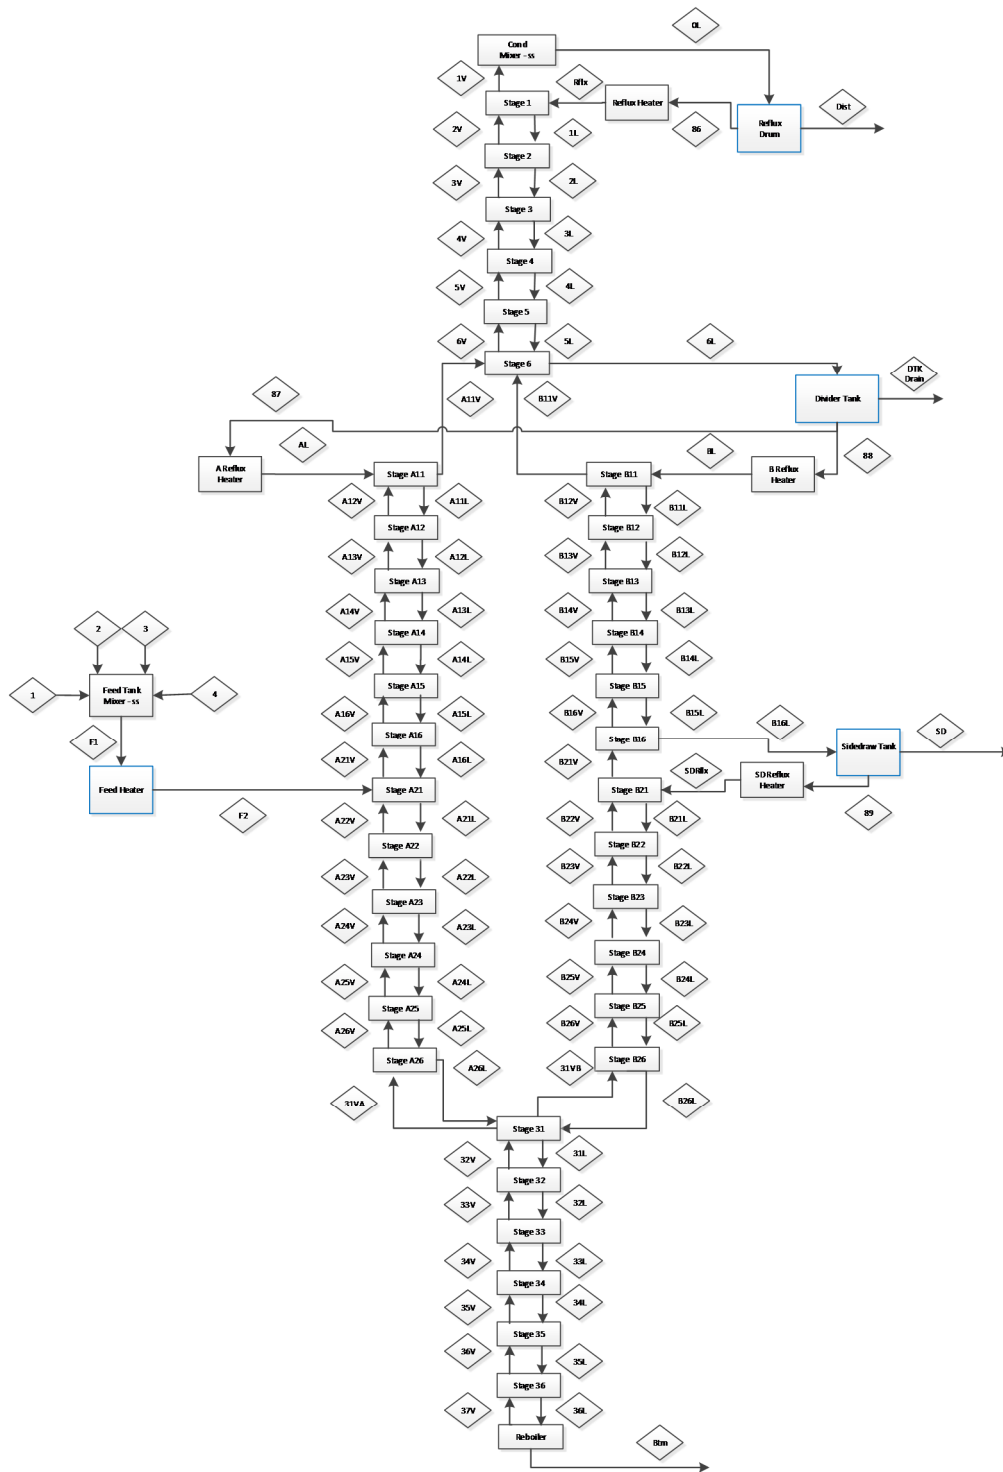 0L
Cond
Mixer - ss
1V
Rflx
Stage 1
Reflux Heater
Dist
Reflux
Drum
2V
1L
86
Stage 2
3V
2L
Stage 3
4V
3L
Stage 4
5V
4L
Stage 5
6V
5L
6L
Stage 6
DTK
Drain
87
A11V
B11V
Divider Tank
AL
BL
88
A Reflux
Heater
Stage A11
Stage B11
B Reflux
Heater
A12V
A11L
B12V
B11L
Stage A12
Stage B12
A13V
A12L
B13V
B12L
Stage A13
Stage B13
A14V
A13L
B14V
B13L
2
3
Stage A14
Stage B14
A15V
A14L
B15V
B14L
1
Feed Tank
Mixer - ss
4
Stage A15
Stage B15
A16V
A15L
B16V
B15L
B16L
SD
F1
Stage A16
Stage B16
Sidedraw Tank
A21V
A16L
B21V
SDRflx
SD Reflux
Heater
Feed Heater
Stage A21
Stage B21
F2
89
A22V
A21L
B22V
B21L
Stage A22
Stage B22
A23V
A22L
B23V
B22L
Stage A23
Stage B23
A24V
A23L
B24V
B23L
Stage A24
Stage B24
A25V
A24L
B25V
B24L
Stage A25
Stage B25
A26V
A25L
B26V
B25L
Stage A26
Stage B26
A26L
31VB
31VA
B26L
Stage 31
32V
31L
Stage 32
33V
32L
Stage 33
34V
33L
Stage 34
35V
34L
Stage 35
36V
35L
Stage 36
37V
36L
Reboiler
Btm